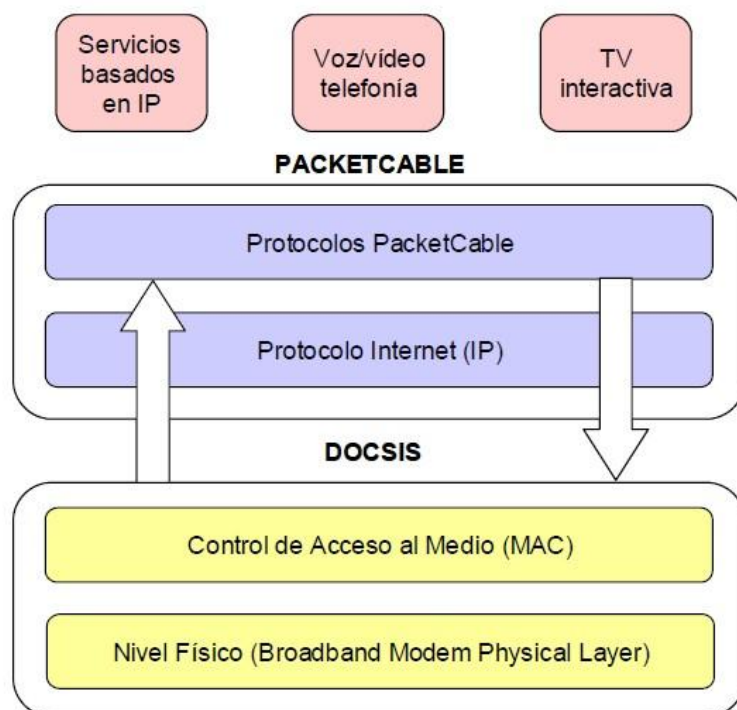 Servicios
basados
en IP
Voz/vídeo
telefonía
TV
interactiva
PACKETCABLE
Protocolos PacketCable
Protocolo Internet (IP)
DOCSIS
Control de Acceso al Medio (MAC)
Nivel Físico (Broadband Modem Physical Layer)